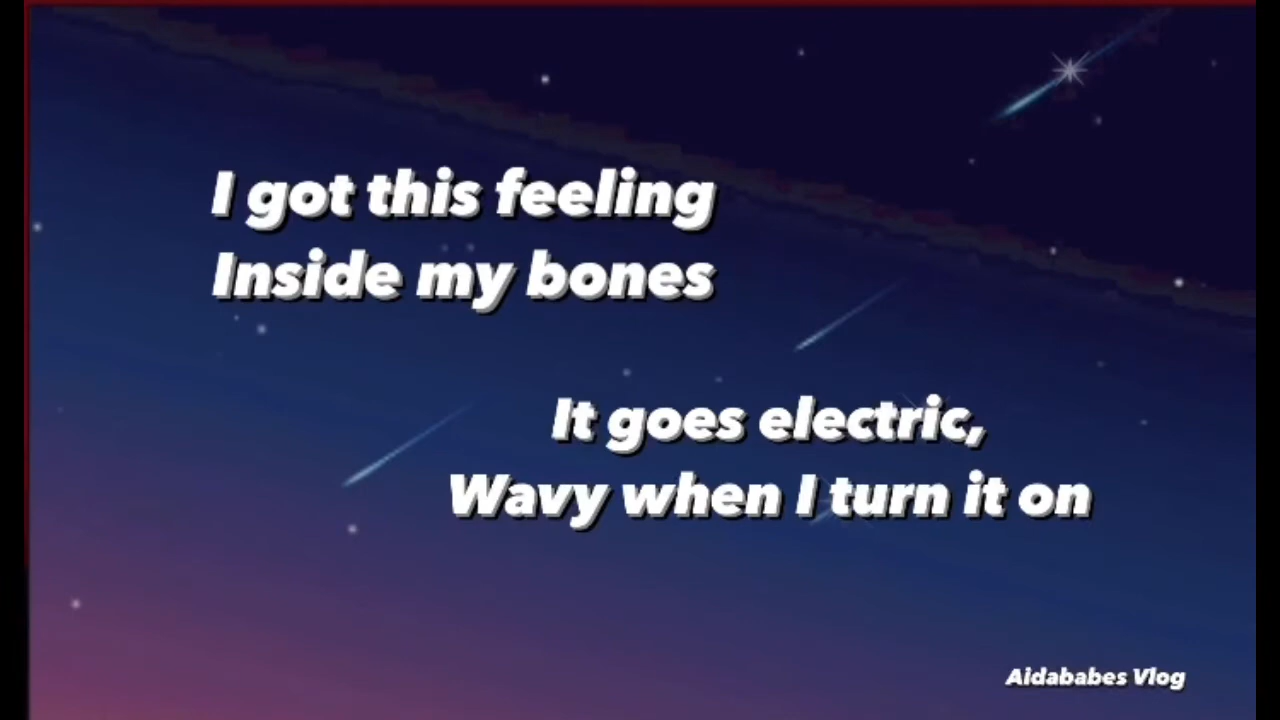 I got this feeling
Inside my bones
It goes electric,
Wavy when I turn it on
Aidababes Vlog